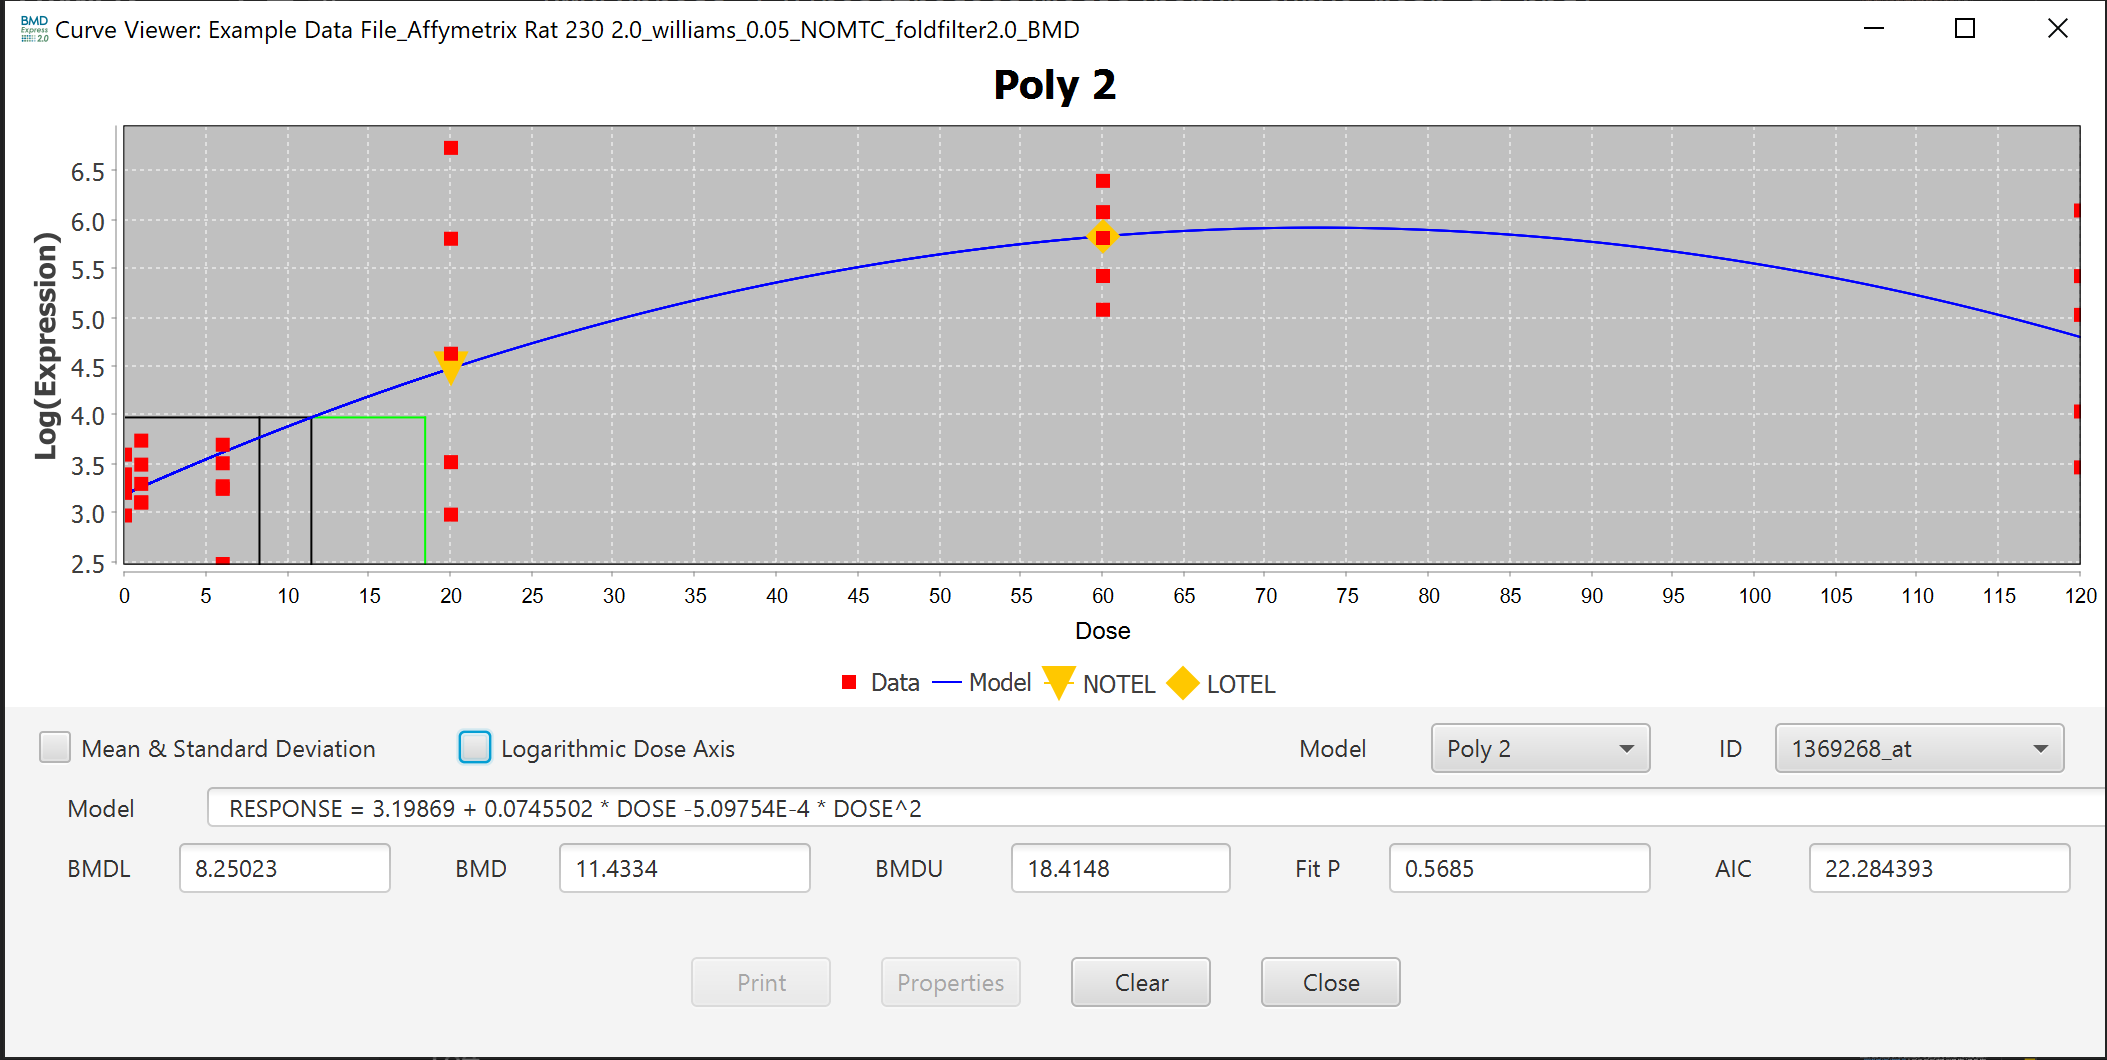 BMD
Express
2.0
Curve Viewer: Example Data File_Affymetrix Rat 230 2.0_williams_0.05_NOMTC_foldfilter2.0_BMD
Poly 2
Log(Expression)
6.5
6.0
5.5
5.0
4.5
4.0
3.5
3.0
2.5
0 5 10 15 20 25 30 35 40 45 50 55 60 65 70 75 80 85 90 95 100 105 110 115 120
Dose
Data Model NOTEL LOTEL
Mean & Standard Deviation Logarithmic Dose Axis Model Poly 2 ID 1369268_at
Model RESPONSE = 3.19869 + 0.0745502 * DOSE -5.09754E-4 * DOSE^2
BMDL 8.25023 BMD 11.4334 BMDU 18.4148 Fit P 0.5685 AIC 22.284393
Print Properties Clear Close